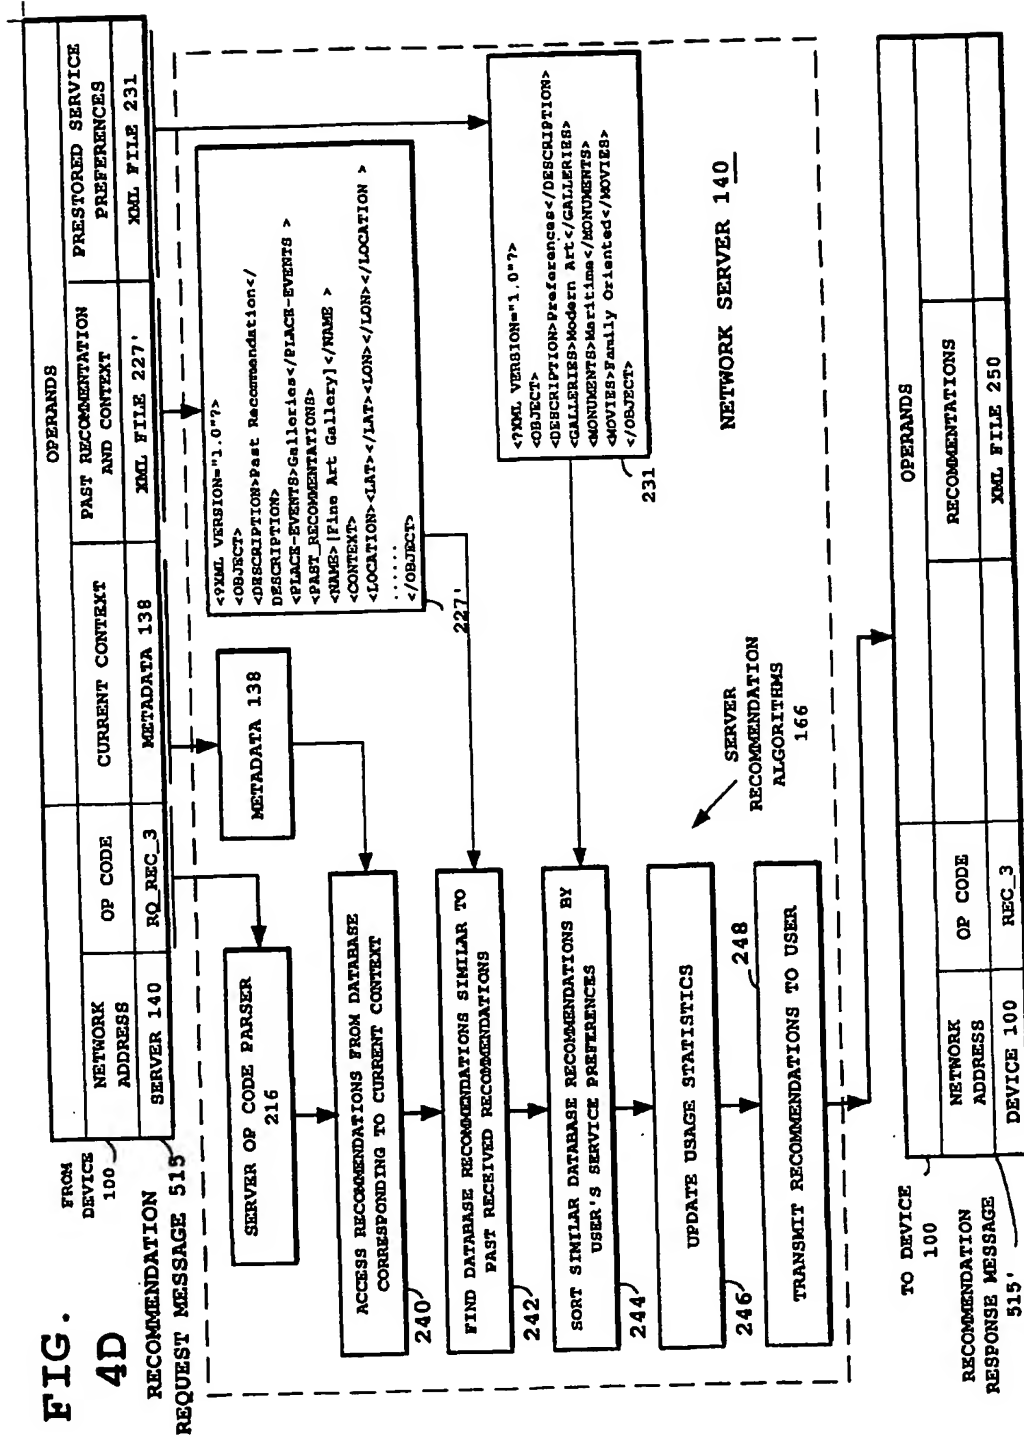 FIG.
4D
FROM
DEVICE
100
RECOMMENDATION
REQUEST MESSAGE 515
OPERANDS
NETWORK
ADDRESS
OP CODE
CURRENT CONTEXT
PAST RECOMMENTATION
AND CONTEXT
PRESTORED SERVICE
PREFERENCES
SERVER 140
RQ_REC_3
METADATA 138
XML FILE 227'
XML FILE 231
SERVER OP CODE PARSER
216
METADATA 138
<?XML VERSION="1.0"?>
<OBJECT>
<DESCRIPTION>Past Recommendation</
DESCRIPTION>
<PLACE-EVENTS>Galleries</PLACE-EVENTS >
<PAST_RECOMMENTATIONS>
<NAME>[Fine Art Gallery]</NAME >
<CONTEXT>
<LOCATION><LAT></LAT><LON></LON></LOCATION >
......
</OBJECT>
227'
<?XML VERSION="1.0"?>
<OBJECT>
<DESCRIPTION>Preferences</DESCRIPTION>
<GALLERIES>Modern Art</GALLERIES>
<MONUMENTS>Maritime</MONUMENTS>
<MOVIES>Family Oriented</MOVIES>
</OBJECT>
231
ACCESS RECOMMENDATIONS FROM DATABASE
CORRESPONDING TO CURRENT CONTEXT
240
FIND DATABASE RECOMMENDATIONS SIMILAR TO
PAST RECEIVED RECOMMENDATIONS
242
SORT SIMILAR DATABASE RECOMMENDATIONS BY
USER'S SERVICE PREFERENCES
244
UPDATE USAGE STATISTICS
246
248
TRANSMIT RECOMMENDATIONS TO USER
SERVER
RECOMMENDATION
ALGORITHMS
166
NETWORK SERVER 140
TO DEVICE
100
RECOMMENDATION
RESPONSE MESSAGE
515'
OPERANDS
NETWORK
ADDRESS
OP CODE
RECOMMENTATIONS
DEVICE 100
REC_3
XML FILE 250